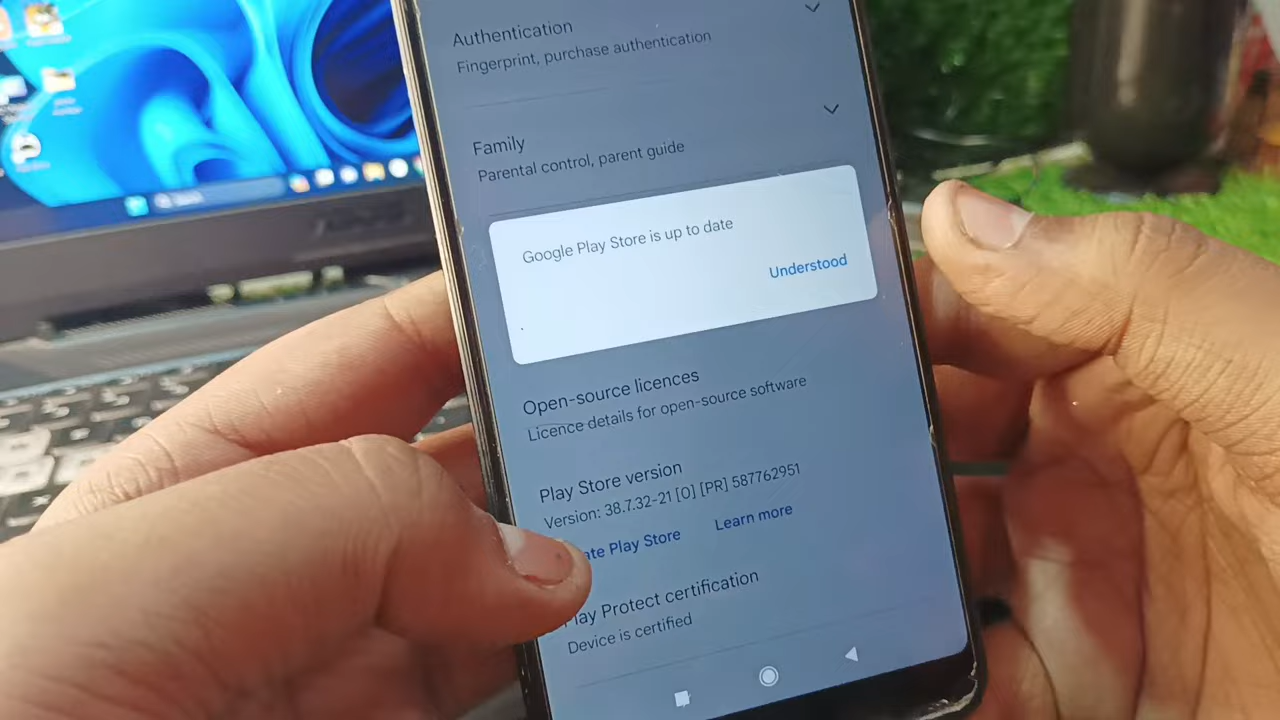 Authentication
Fingerprint, purchase authentication
Family
Parental control, parent guide
Google Play Store is up to date
Understood
Open-source licences
Licence details for open-source software
Play Store version
Version: 38.7.32-21 [0] [PR] 587762951
Play Store
Learn more
Protect certification
Device is certified